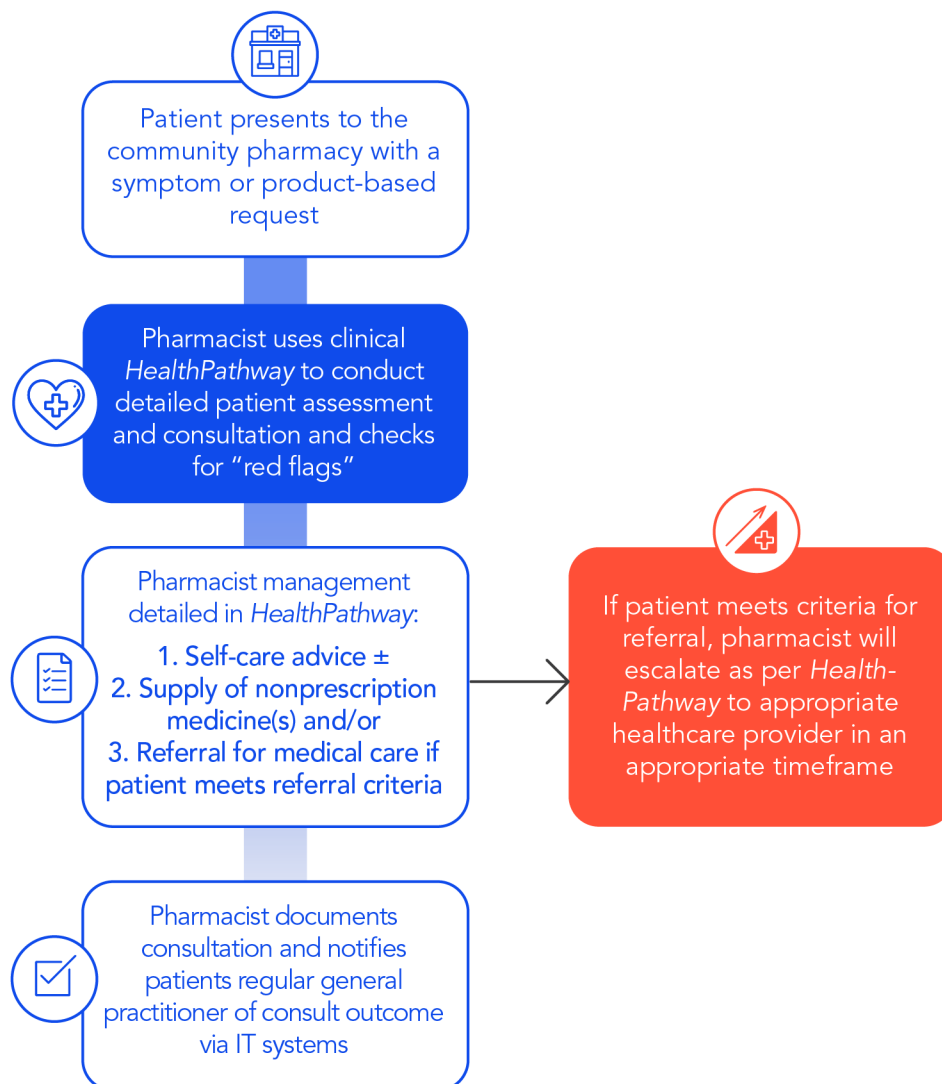 Patient presents to the
community pharmacy with a
symptom or product-based
request
Pharmacist uses clinical
HealthPathway to conduct
detailed patient assessment
and consultation and checks
for “red flags”
Pharmacist management
detailed in HealthPathway:
1. Self-care advice ±
2. Supply of nonprescription
medicine(s) and/or
3. Referral for medical care if
patient meets referral criteria
If patient meets criteria for
referral, pharmacist will
escalate as per Health-
Pathway to appropriate
healthcare provider in an
appropriate timeframe
Pharmacist documents
consultation and notifies
patients regular general
practitioner of consult outcome
via IT systems